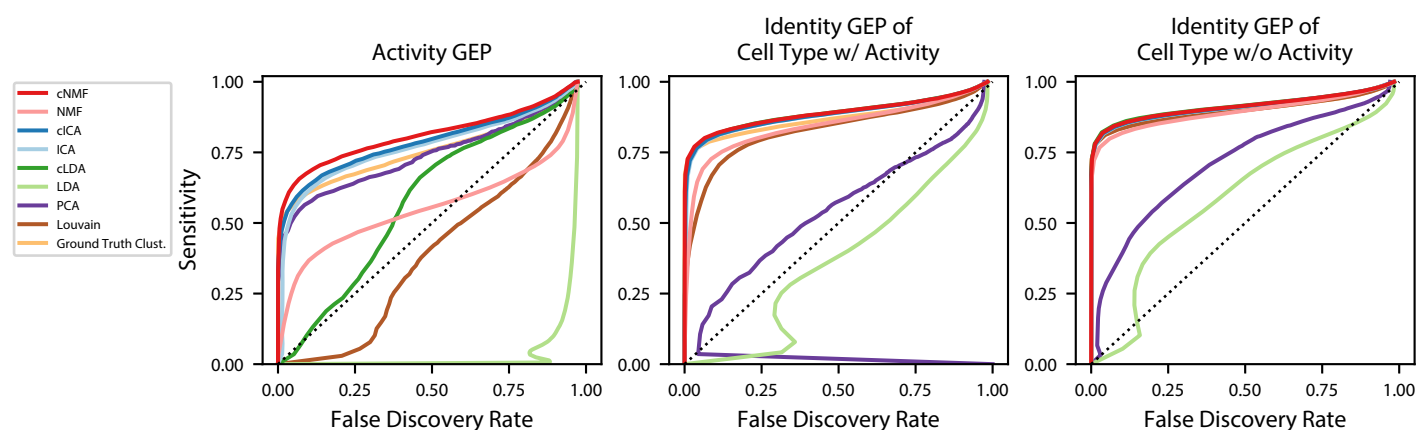 Activity GEP
Identity GEP of
Cell Type w/ Activity
Identity GEP of
Cell Type w/o Activity
cNMF
NMF
cICA
ICA
cLDA
LDA
PCA
Louvain
Ground Truth Clust.
Sensitivity
1.00
0.75
0.50
0.25
0.00
0.00 0.25 0.50 0.75 1.00
False Discovery Rate
1.00
0.75
0.50
0.25
0.00
0.00 0.25 0.50 0.75 1.00
False Discovery Rate
1.00
0.75
0.50
0.25
0.00
0.00 0.25 0.50 0.75 1.00
False Discovery Rate